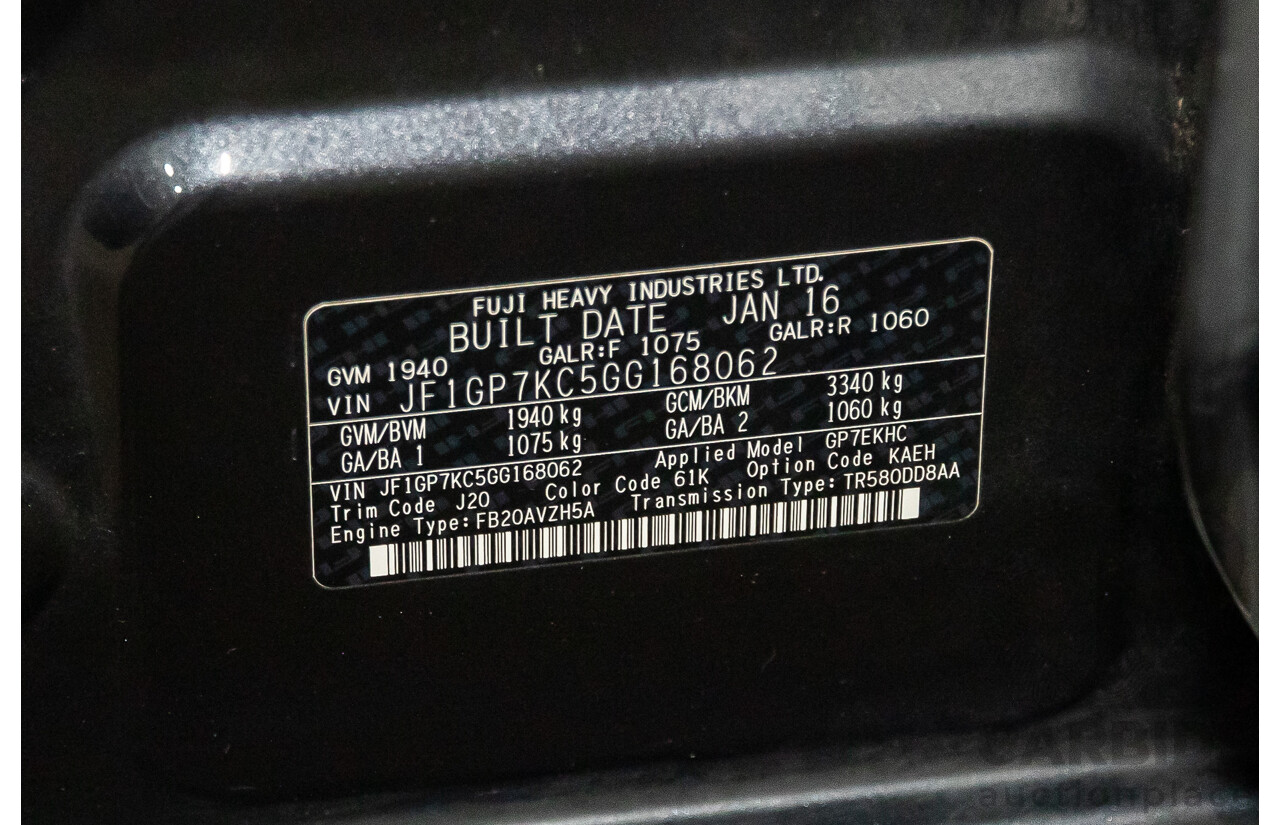 FUJI HEAVY INDUSTRIES LTD.
BUILT DATE JAN 16
GVM 1940 GALR:F 1075 GALR:R 1060
VIN JF1GP7KC5GG168062
GVM/BVM 1940 kg GCM/BKM 3340 kg
GA/BA 1 1075 kg GA/BA 2 1060 kg
VIN JF1GP7KC5GG168062 Applied Model GP7EKHC
Trim Code J20 Color Code 61K Option Code KAEH
Engine Type: FB20AVZH5A Transmission Type: TR580DD8AA